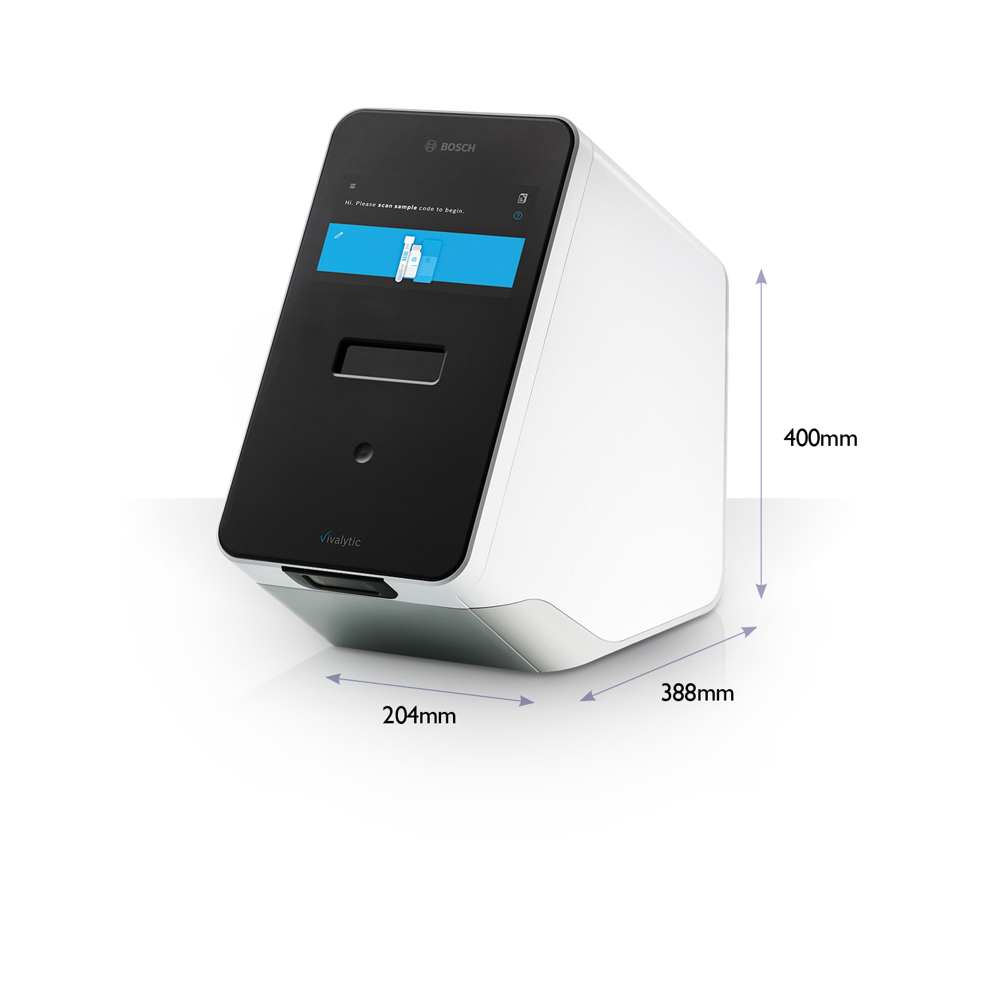 BOSCH
Hi. Please scan sample code to begin.
Vivalytic
400mm
388mm
204mm